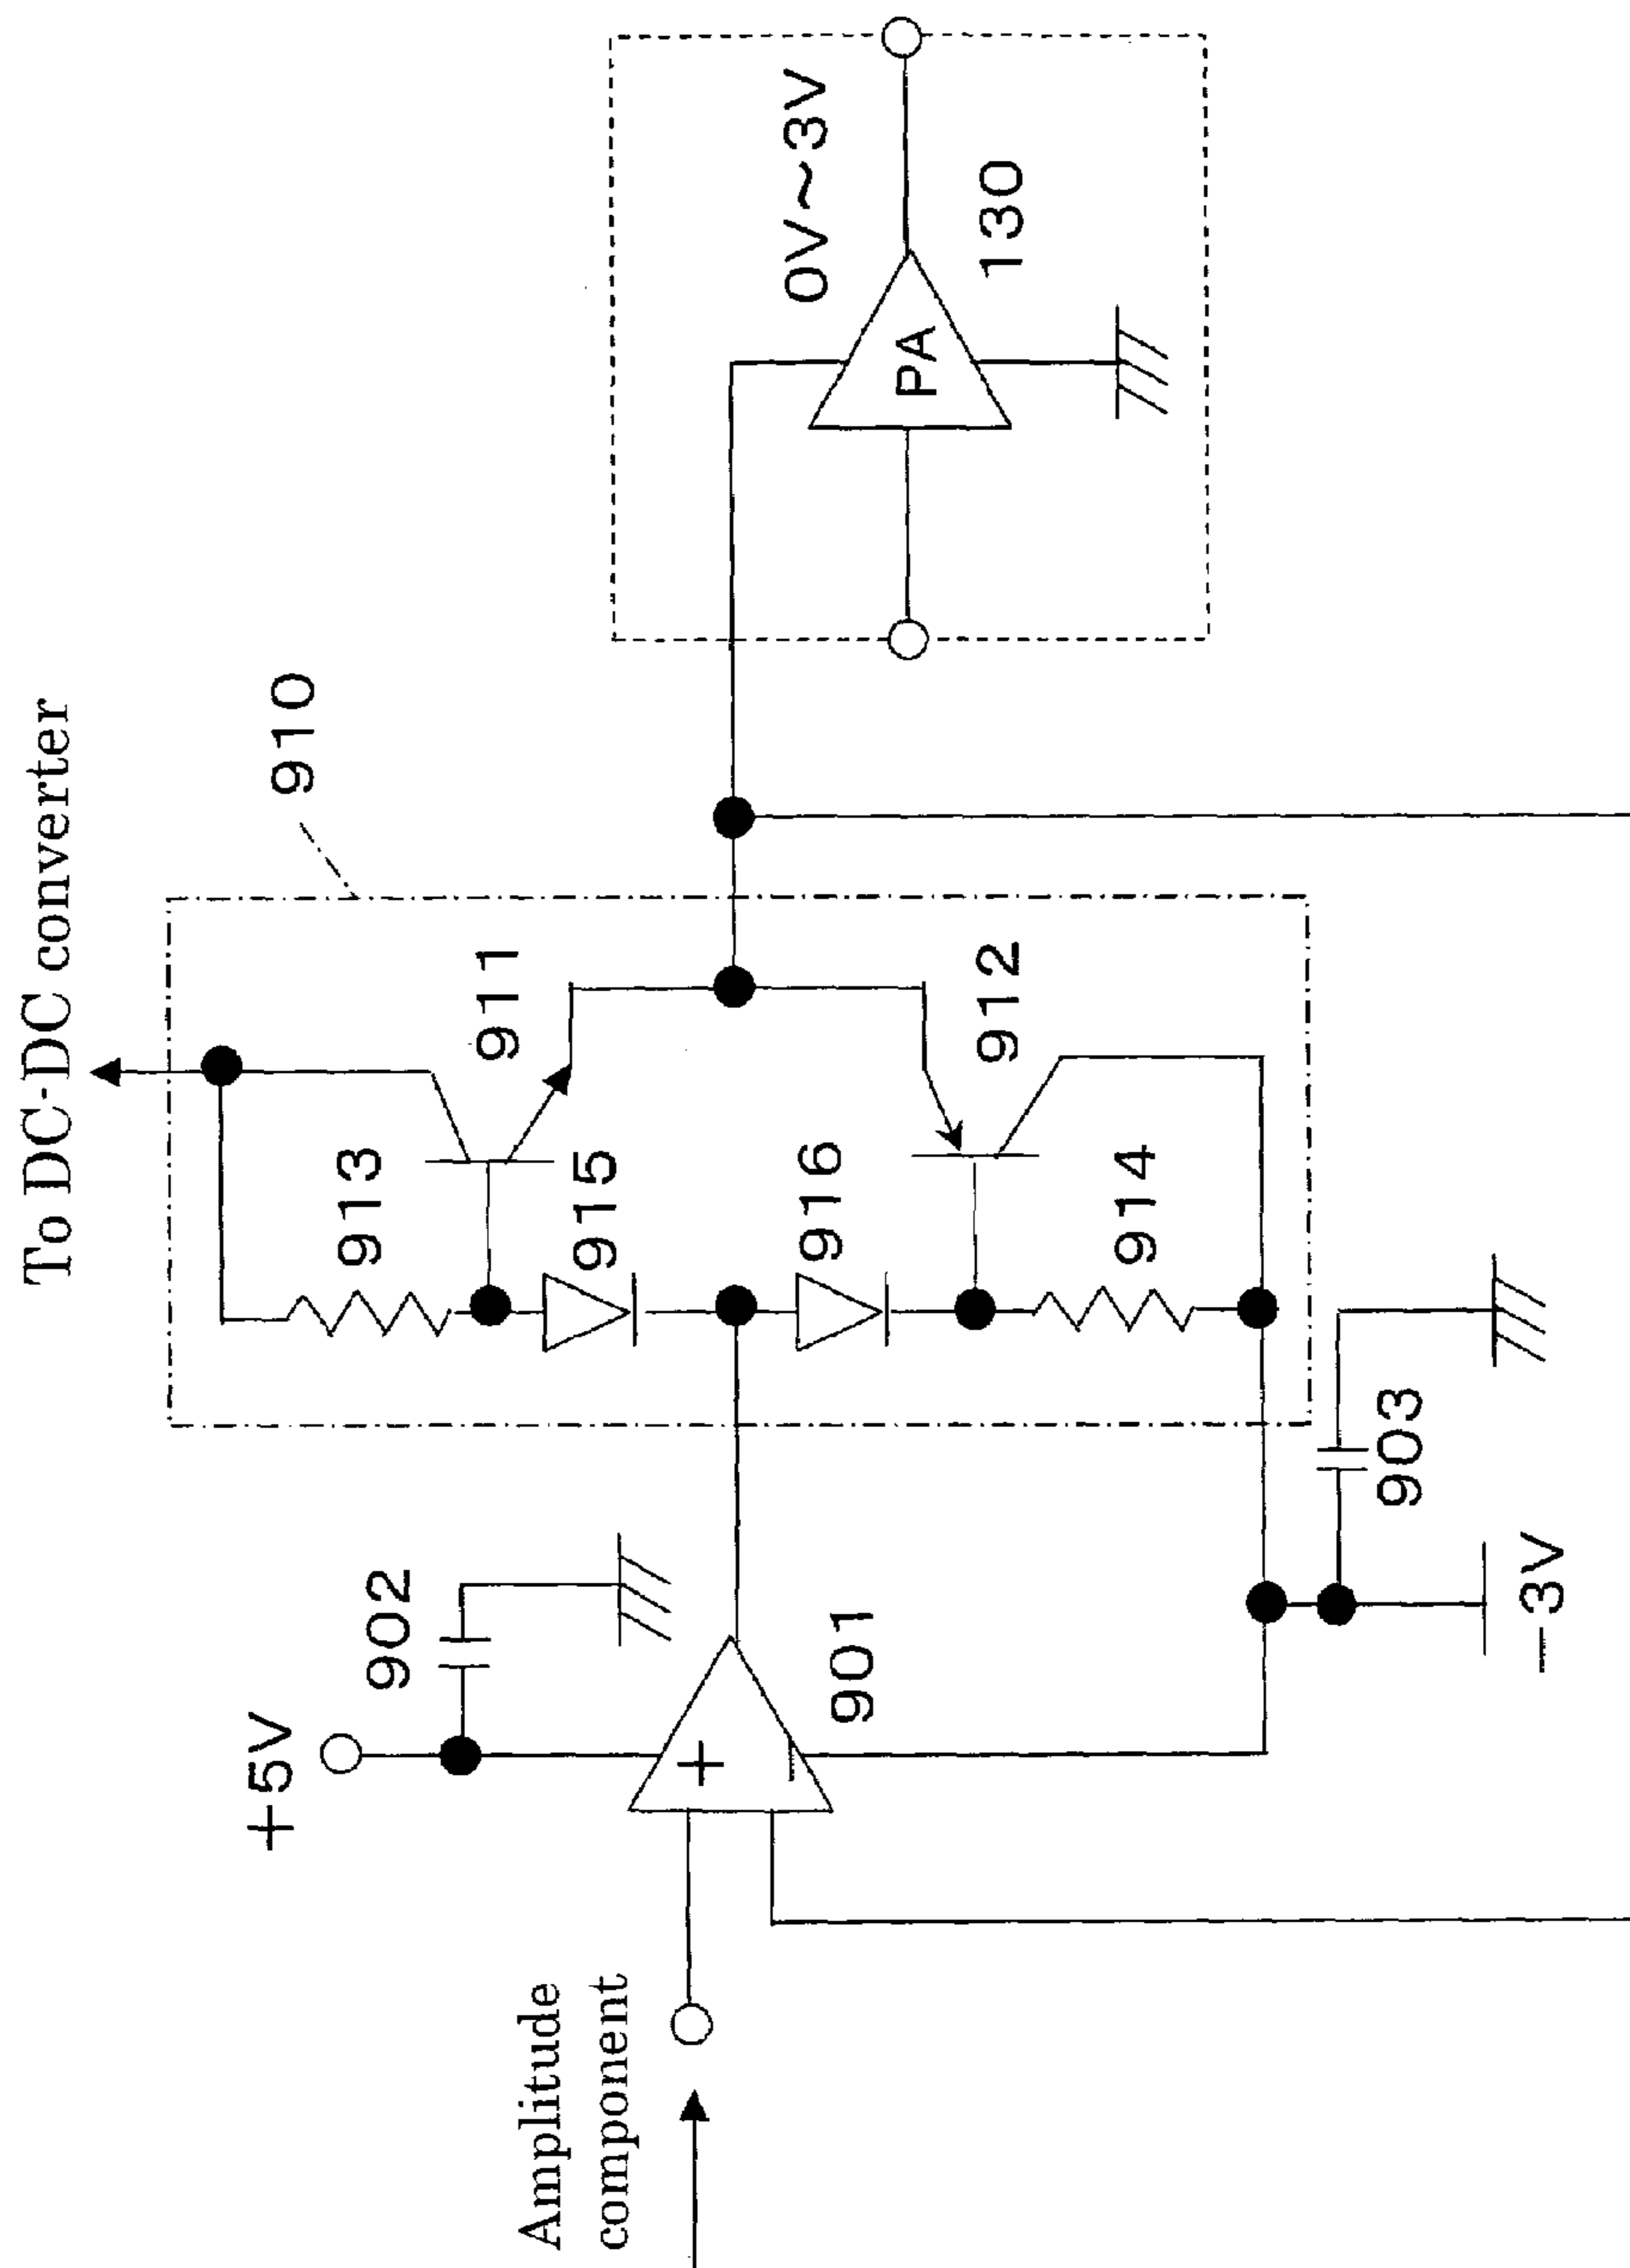 To DC-DC converter
910
0V~3V
PA
130
911
913
915
916
912
914
+5V
902
901
903
-3V
Amplitude
component